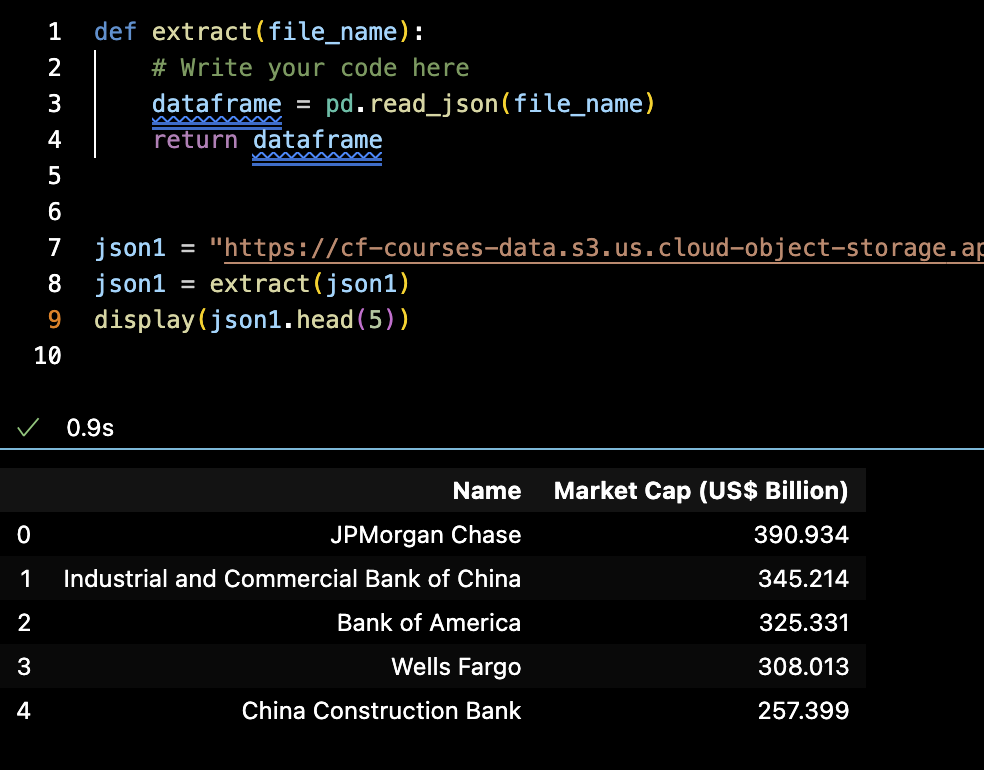 1 def extract(file_name):
2 # Write your code here
3 dataframe = pd.read_json(file_name)
4 return dataframe
5
6
7 json1 = "https://cf-courses-data.s3.us.cloud-object-storage.ap
8 json1 = extract(json1)
9 display(json1.head(5))
10
0.9s
Name Market Cap (US$ Billion)
0 JPMorgan Chase 390.934
1 Industrial and Commercial Bank of China 345.214
2 Bank of America 325.331
3 Wells Fargo 308.013
4 China Construction Bank 257.399